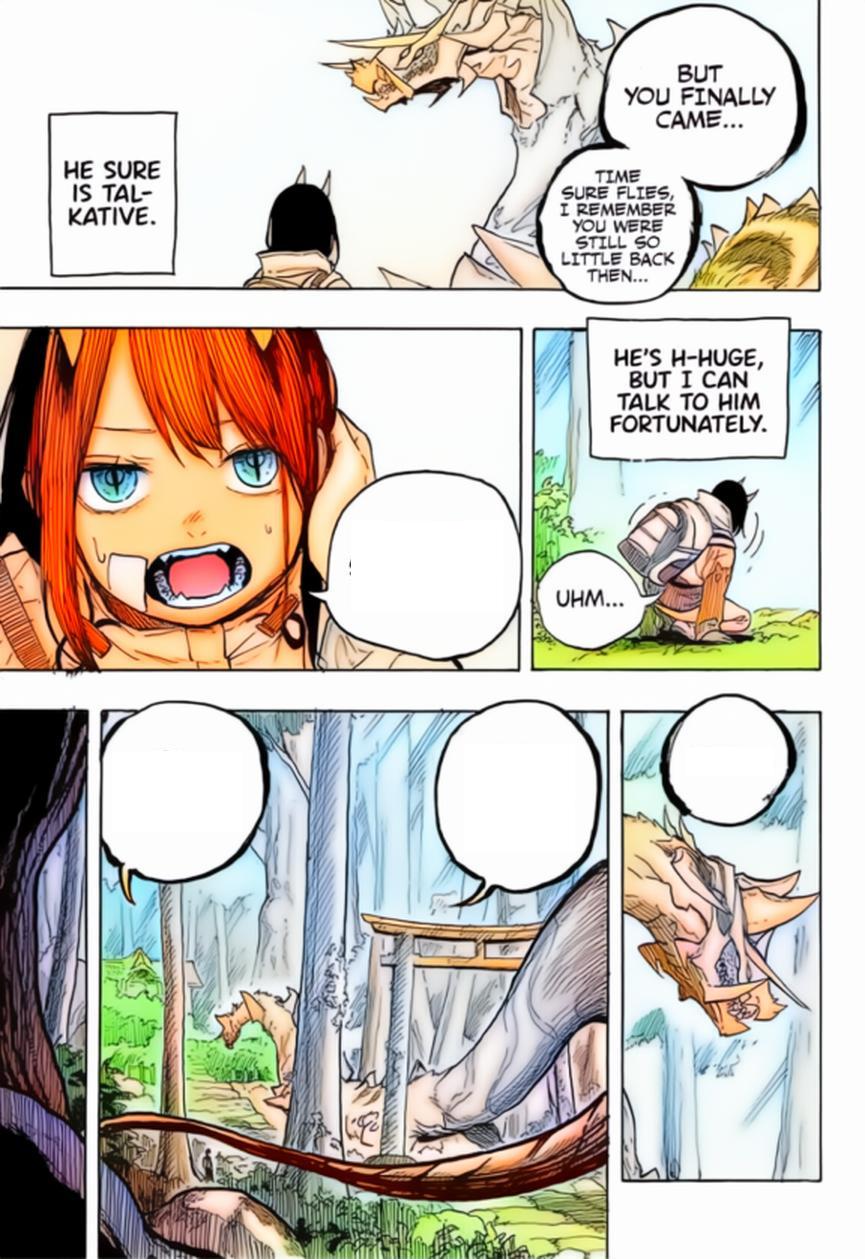 BUT
YOU FINALLY
CAME...
TIME
SURE FLIES,
I REMEMBER
YOU WERE
STILL SO
LITTLE BACK
THEN...
HE SURE
IS TAL-
KATIVE.
HE'S H-HUGE,
BUT I CAN
TALK TO HIM
FORTUNATELY.
UHM...